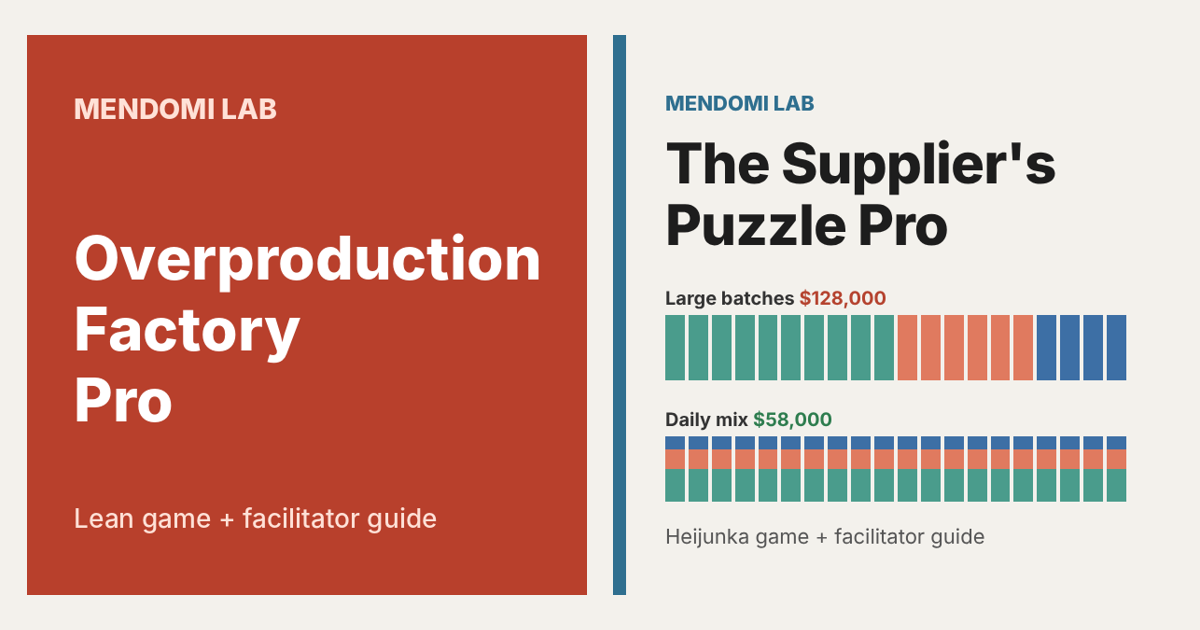 MENDOMI LAB
Overproduction
Factory
Pro
Lean game + facilitator guide
MENDOMI LAB
The Supplier's
Puzzle Pro
Large batches $128,000
Daily mix $58,000
Heijunka game + facilitator guide